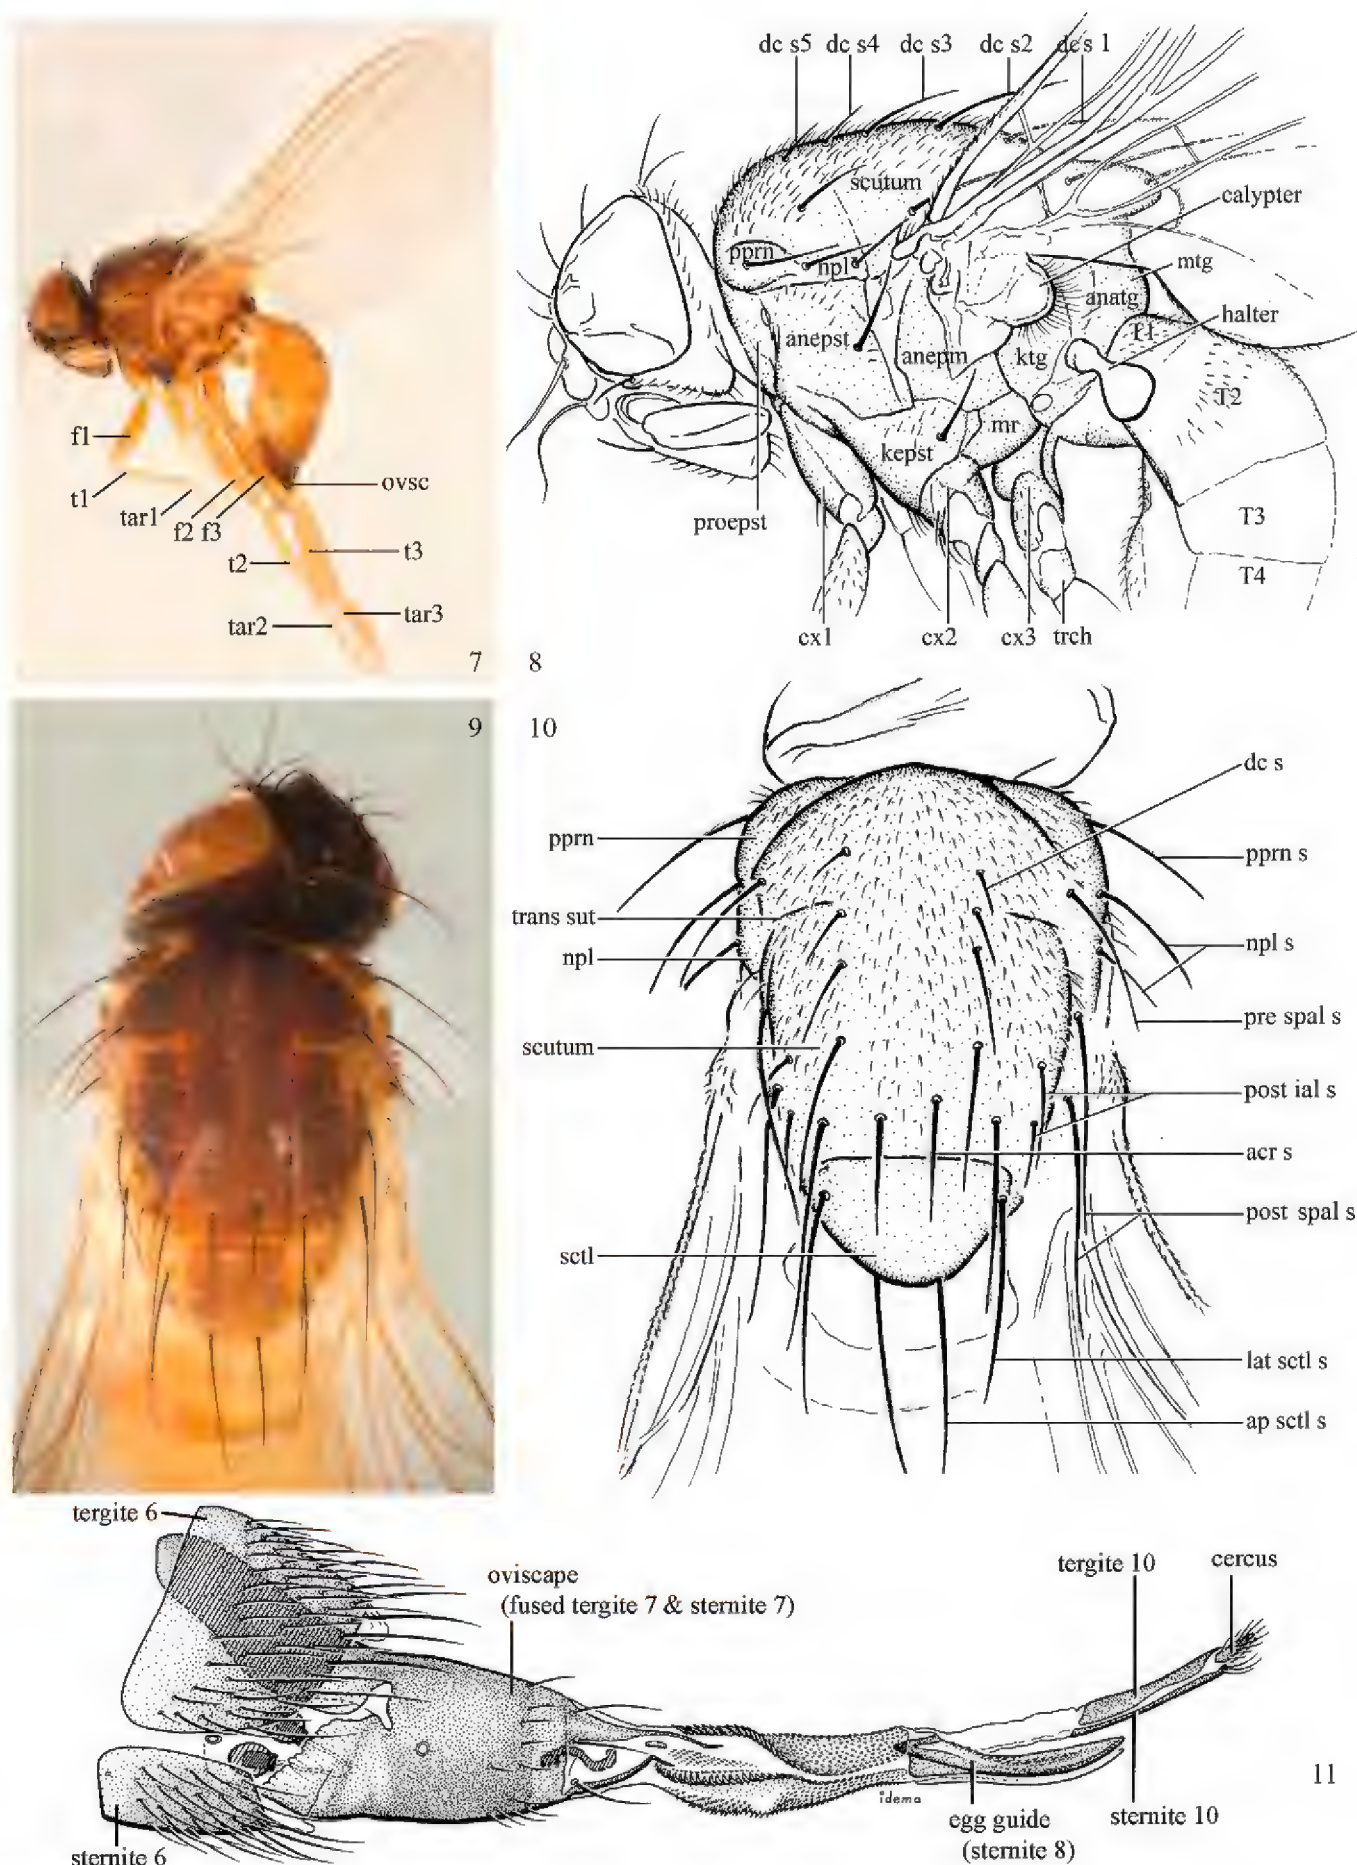 f1
t1
tar1
f2 f3
t2
tar2
ovsc
t3
tar3
7
8
dc s5 dc s4 dc s3 dc s2 dc s 1
scutum
calypter
pprn
npl
mtg
anatg
halter
anepst
anepm
ktg
T1
T2
mr
kepst
proepst
T3
T4
cx1 cx2 cx3 trch
9
10
dc s
pprn
pprn s
trans sut
npl
npl s
pre spal s
scutum
post ial s
acr s
post spal s
sctl
lat sctl s
ap sctl s
tergite 6
oviscape
(fused tergite 7 & sternite 7)
tergite 10
cercus
11
idema
egg guide
(sternite 8)
sternite 10
sternite 6